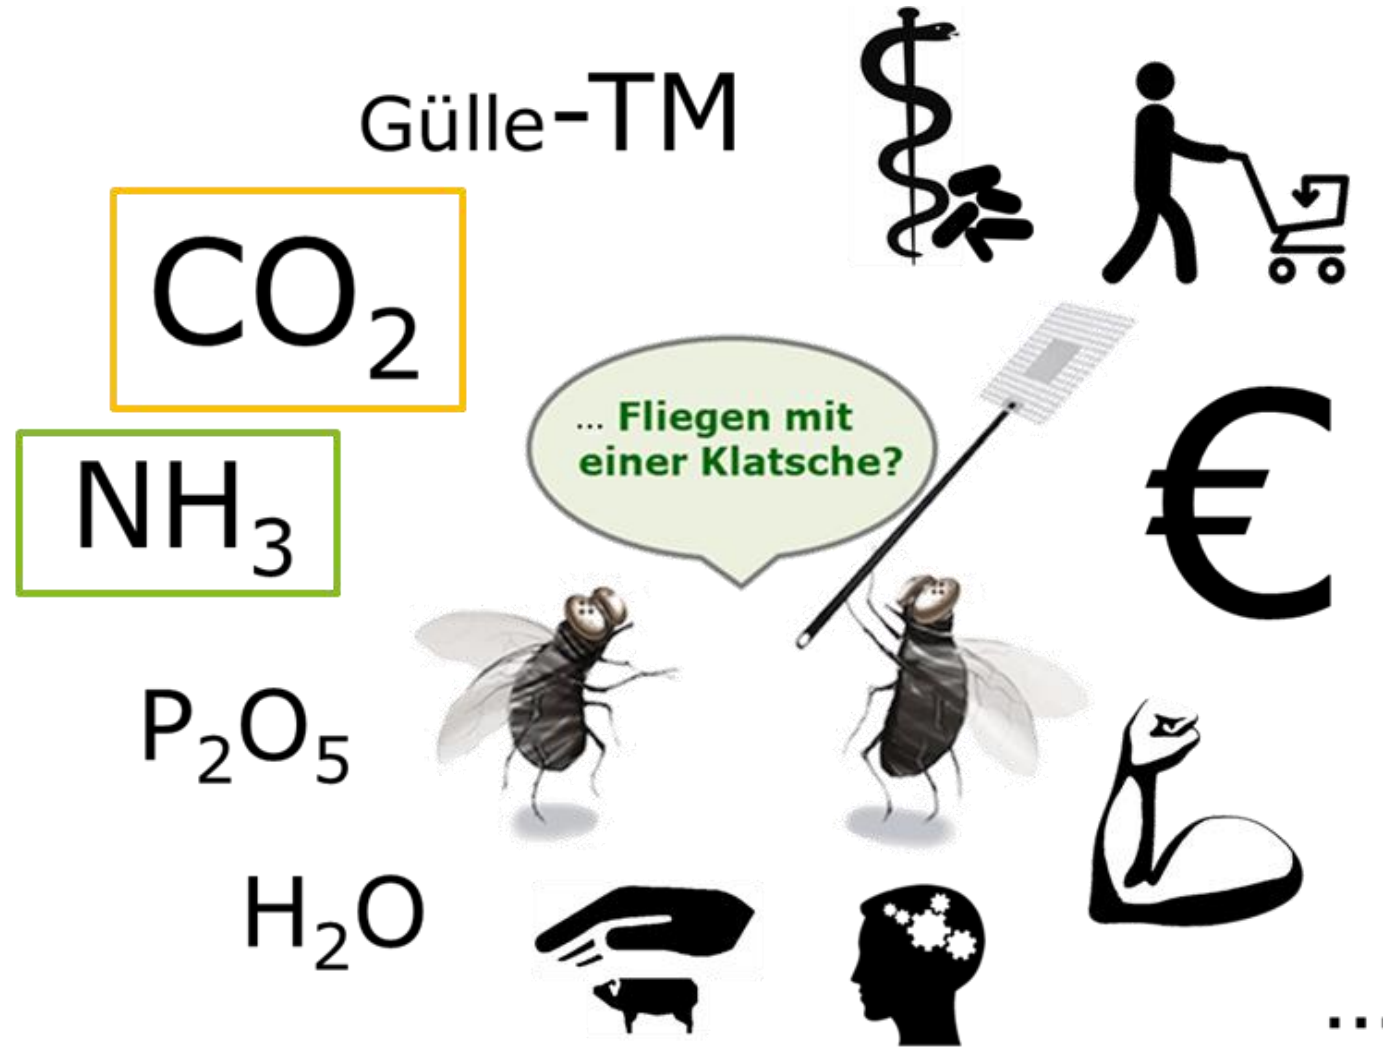 Gülle-TM
CO₂
NH₃
... Fliegen mit
einer Klatsche?
€
P₂O₅
H₂O
...